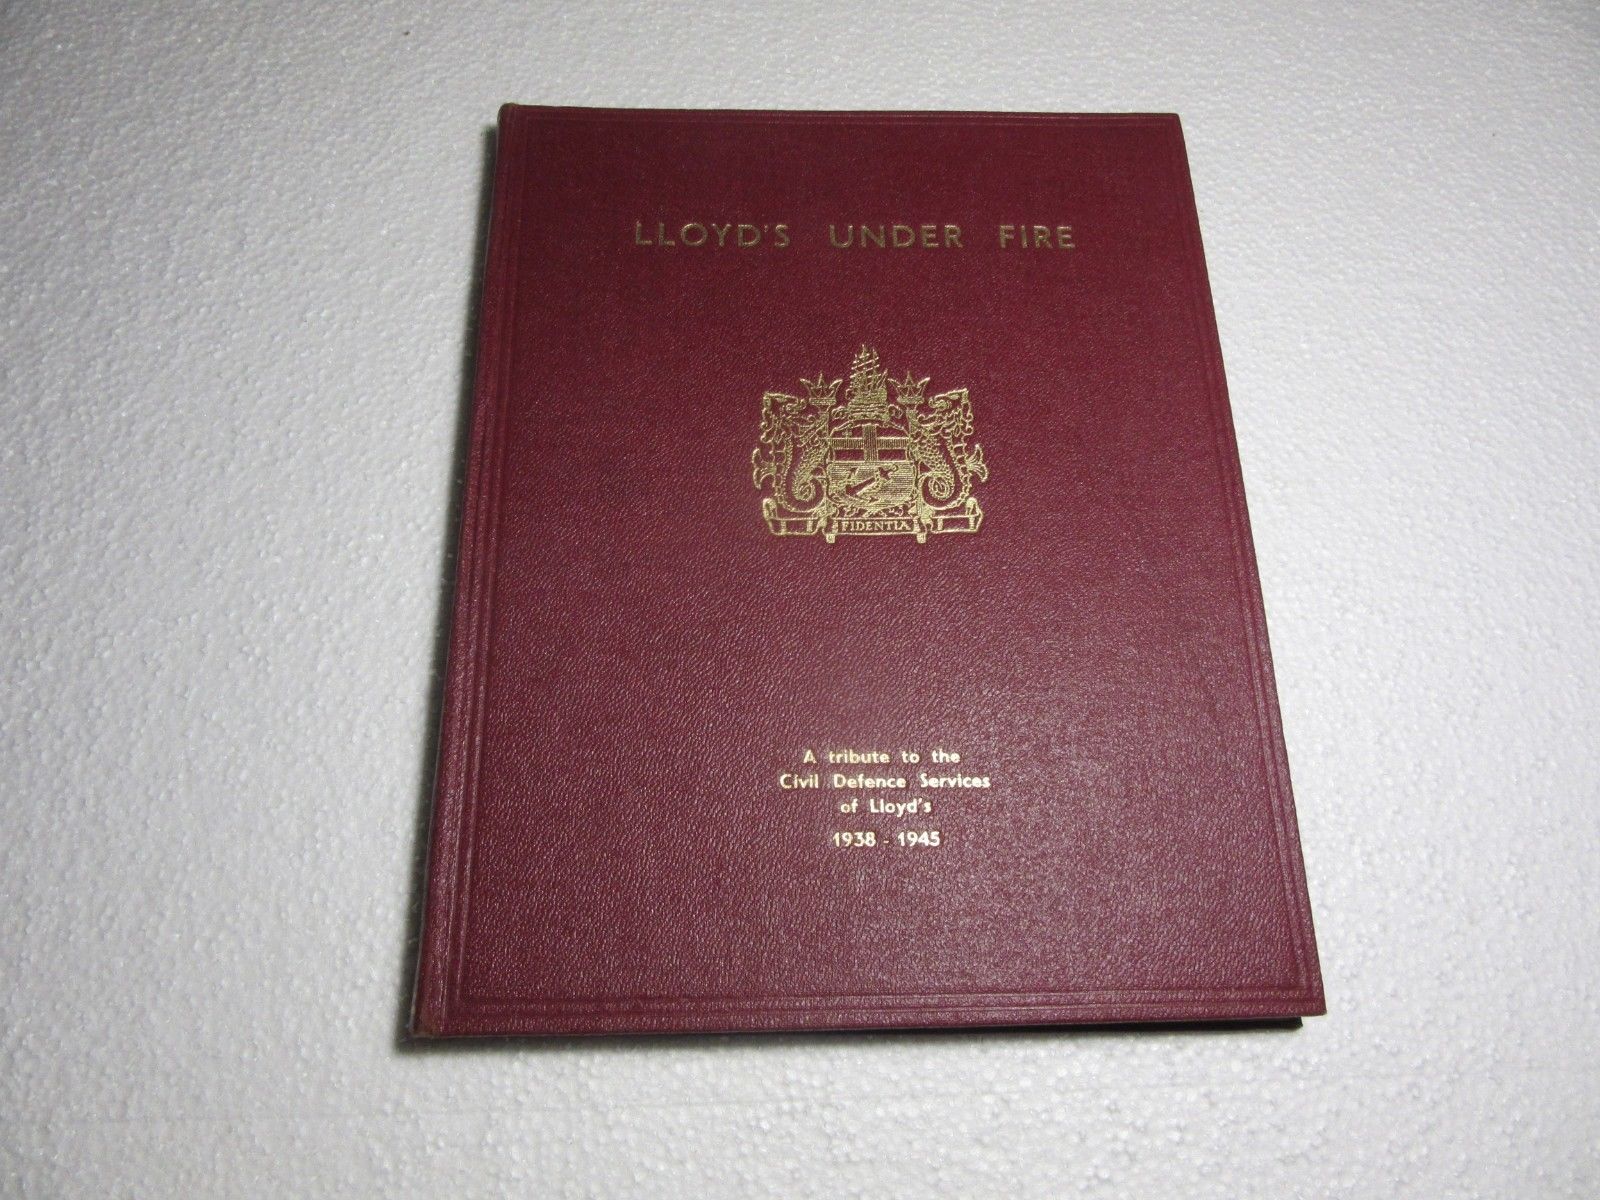 LLOYD'S UNDER FIRE
FIDENTIA
A tribute to the
Civil Defence Services
of Lloyd's
1938 - 1945